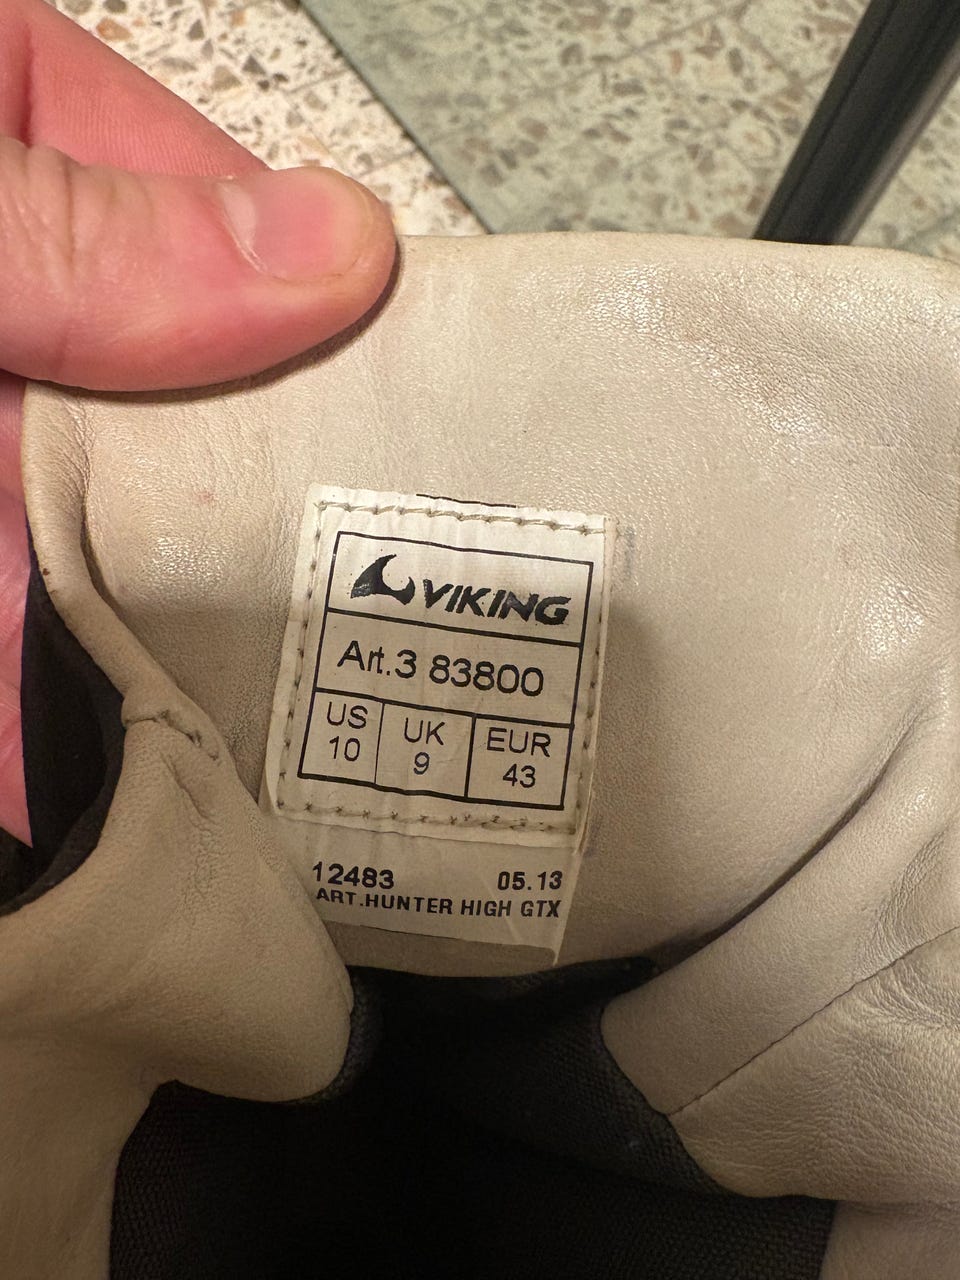 VIKING
Art.3 83800
US UK EUR
10 9 43
12483 05.13
ART.HUNTER HIGH GTX